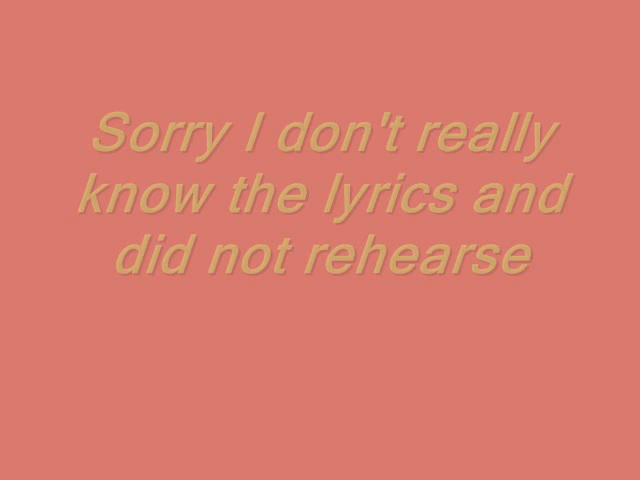 Sorry I don't really
know the lyrics and
did not rehearse